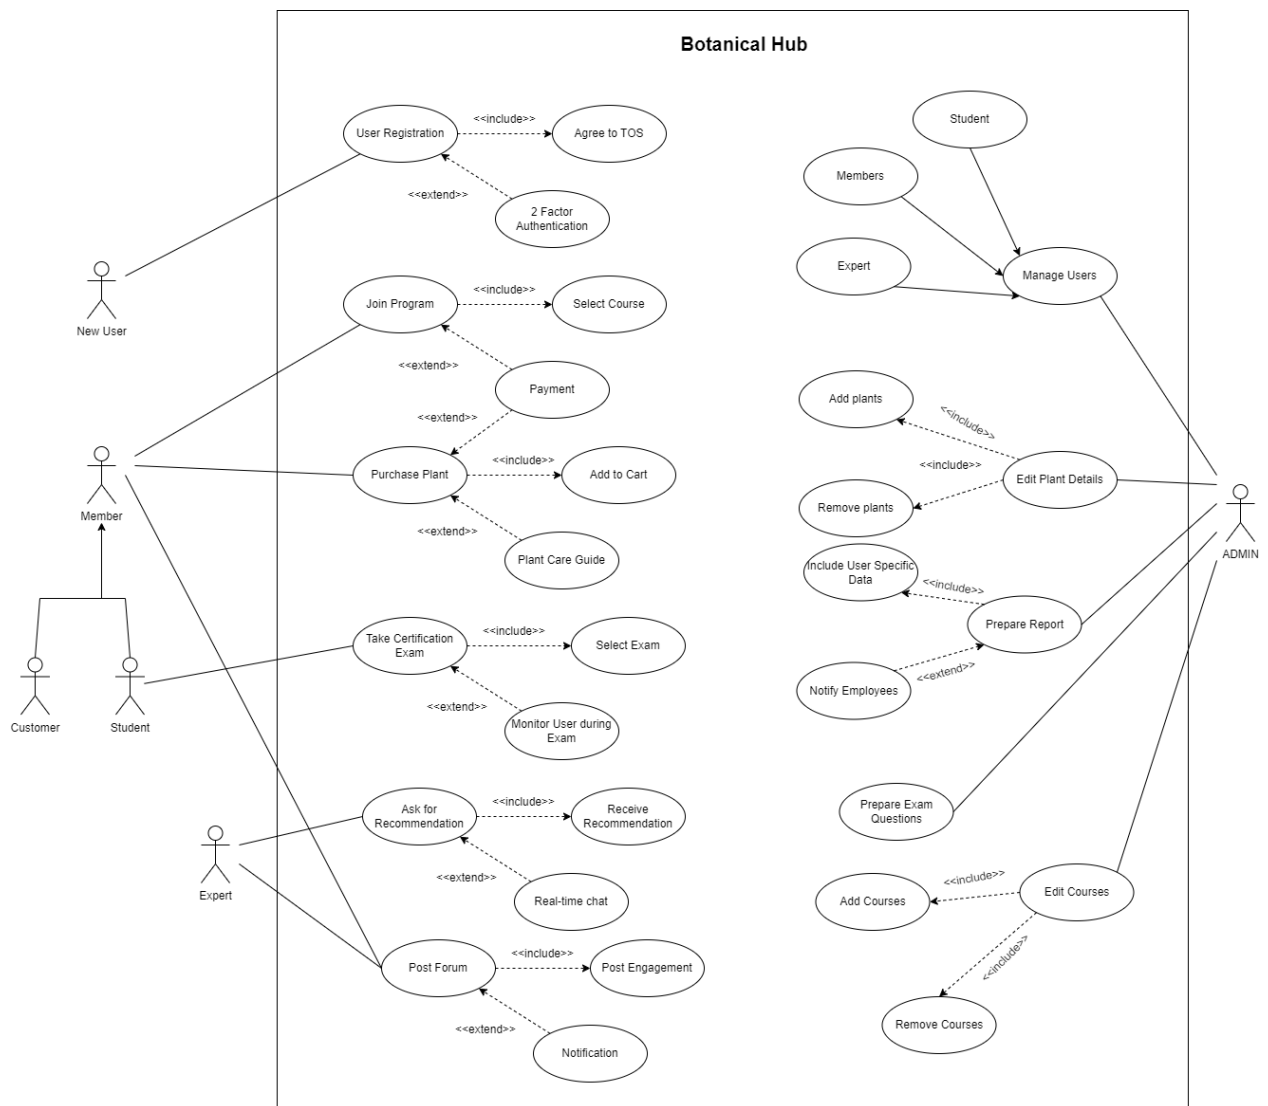 Botanical Hub
User Registration
<<include>>
Agree to TOS
<<extend>>
2 Factor
Authentication
New User
Join Program
<<include>>
Select Course
<<extend>>
Payment
<<extend>>
Member
Purchase Plant
<<include>>
Add to Cart
<<extend>>
Plant Care Guide
Customer
Student
Take Certification
Exam
<<include>>
Select Exam
<<extend>>
Monitor User during
Exam
Expert
Ask for
Recommendation
<<include>>
Receive
Recommendation
<<extend>>
Real-time chat
Post Forum
<<include>>
Post Engagement
<<extend>>
Notification
Student
Members
Expert
Manage Users
Add plants
<<include>>
<<include>>
Edit Plant Details
Remove plants
ADMIN
Include User Specific
Data
<<include>>
Prepare Report
Notify Employees
<<extend>>
Prepare Exam
Questions
Add Courses
<<include>>
Edit Courses
<<include>>
Remove Courses